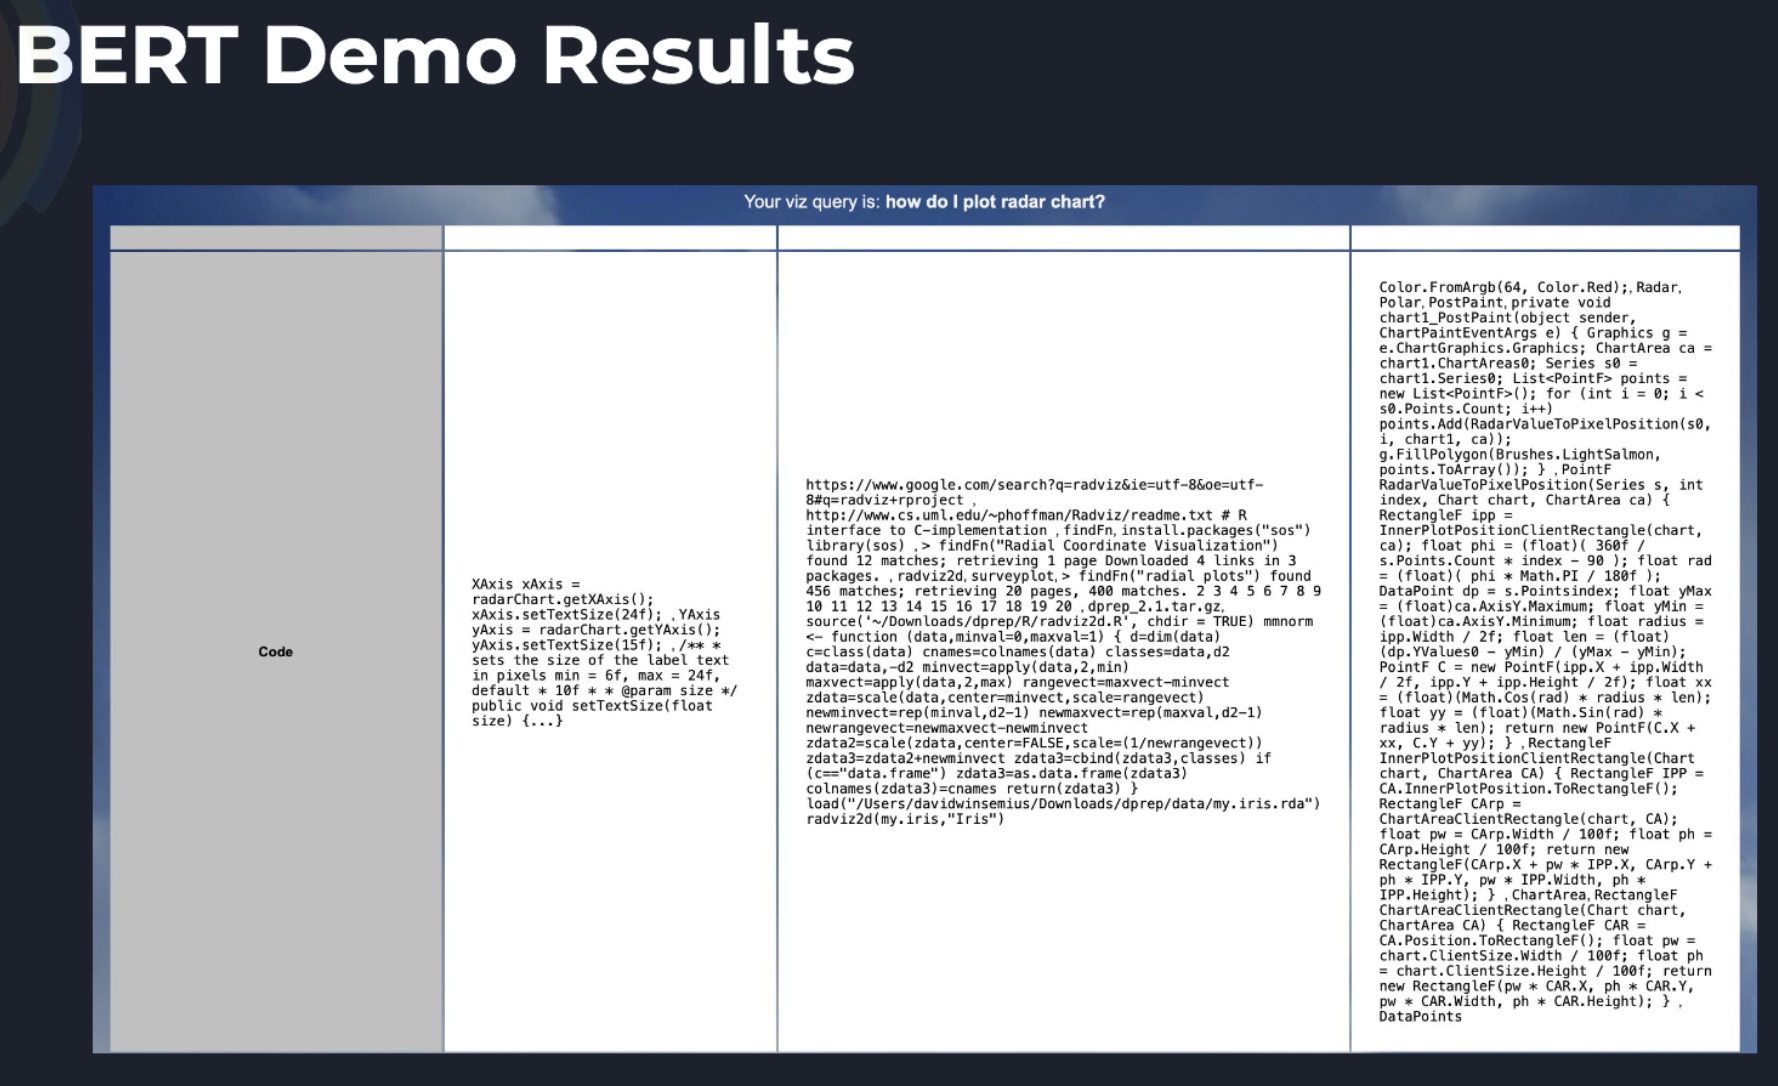 BERT Demo Results
Your viz query is: how do I plot radar chart?
Code
XAxis xAxis =
radarChart.getXAxis();
xAxis.setTextSize(24f); ,YAxis
yAxis = radarChart.getYAxis();
yAxis.setTextSize(15f); ,/** *
sets the size of the label text
in pixels min = 6f, max = 24f,
default * 10f * * @param size */
public void setTextSize(float
size) {...}
https://www.google.com/search?q=radviz&ie=utf-8&oe=utf-
8#q=radviz+rproject ,
http://www.cs.uml.edu/~phoffman/Radviz/readme.txt # R
interface to C-implementation ,findFn,install.packages("sos")
library(sos) ,> findFn("Radial Coordinate Visualization")
found 12 matches; retrieving 1 page Downloaded 4 links in 3
packages. ,radviz2d,surveyplot,> findFn("radial plots") found
456 matches; retrieving 20 pages, 400 matches. 2 3 4 5 6 7 8 9
10 11 12 13 14 15 16 17 18 19 20 ,dprep_2.1.tar.gz,
source('~/Downloads/dprep/R/radviz2d.R', chdir = TRUE) mmnorm
<- function (data,minval=0,maxval=1) { d=dim(data)
c=class(data) cnames=colnames(data) classes=data,d2
data=data,-d2 minvect=apply(data,2,min)
maxvect=apply(data,2,max) rangevect=maxvect-minvect
zdata=scale(data,center=minvect,scale=rangevect)
newminvect=rep(minval,d2-1) newmaxvect=rep(maxval,d2-1)
newrangevect=newmaxvect-newminvect
zdata2=scale(zdata,center=FALSE,scale=(1/newrangevect))
zdata3=zdata2+newminvect zdata3=cbind(zdata3,classes) if
(c=="data.frame") zdata3=as.data.frame(zdata3)
colnames(zdata3)=cnames return(zdata3) }
load("/Users/davidwinsemius/Downloads/dprep/data/my.iris.rda")
radviz2d(my.iris,"Iris")
Color.FromArgb(64, Color.Red);,Radar,
Polar,PostPaint,private void
chart1_PostPaint(object sender,
ChartPaintEventArgs e) { Graphics g =
e.ChartGraphics.Graphics; ChartArea ca =
chart1.ChartAreas0; Series s0 =
chart1.Series0; List<PointF> points =
new List<PointF>(); for (int i = 0; i <
s0.Points.Count; i++)
points.Add(RadarValueToPixelPosition(s0,
i, chart1, ca));
g.FillPolygon(Brushes.LightSalmon,
points.ToArray()); } ,PointF
RadarValueToPixelPosition(Series s, int
index, Chart chart, ChartArea ca) {
RectangleF ipp =
InnerPlotPositionClientRectangle(chart,
ca); float phi = (float)( 360f /
s.Points.Count * index - 90 ); float rad
= (float)( phi * Math.PI / 180f );
DataPoint dp = s.Pointsindex; float yMax
= (float)ca.AxisY.Maximum; float yMin =
(float)ca.AxisY.Minimum; float radius =
ipp.Width / 2f; float len = (float)
(dp.YValues0 - yMin) / (yMax - yMin);
PointF C = new PointF(ipp.X + ipp.Width
/ 2f, ipp.Y + ipp.Height / 2f); float xx
= (float)(Math.Cos(rad) * radius * len);
float yy = (float)(Math.Sin(rad) *
radius * len); return new PointF(C.X +
xx, C.Y + yy); } ,RectangleF
InnerPlotPositionClientRectangle(Chart
chart, ChartArea CA) { RectangleF IPP =
CA.InnerPlotPosition.ToRectangleF();
RectangleF CArp =
ChartAreaClientRectangle(chart, CA);
float pw = CArp.Width / 100f; float ph =
CArp.Height / 100f; return new
RectangleF(CArp.X + pw * IPP.X, CArp.Y +
ph * IPP.Y, pw * IPP.Width, ph *
IPP.Height); } ,ChartArea,RectangleF
ChartAreaClientRectangle(Chart chart,
ChartArea CA) { RectangleF CAR =
CA.Position.ToRectangleF(); float pw =
chart.ClientSize.Width / 100f; float ph
= chart.ClientSize.Height / 100f; return
new RectangleF(pw * CAR.X, ph * CAR.Y,
pw * CAR.Width, ph * CAR.Height); } ,
DataPoints